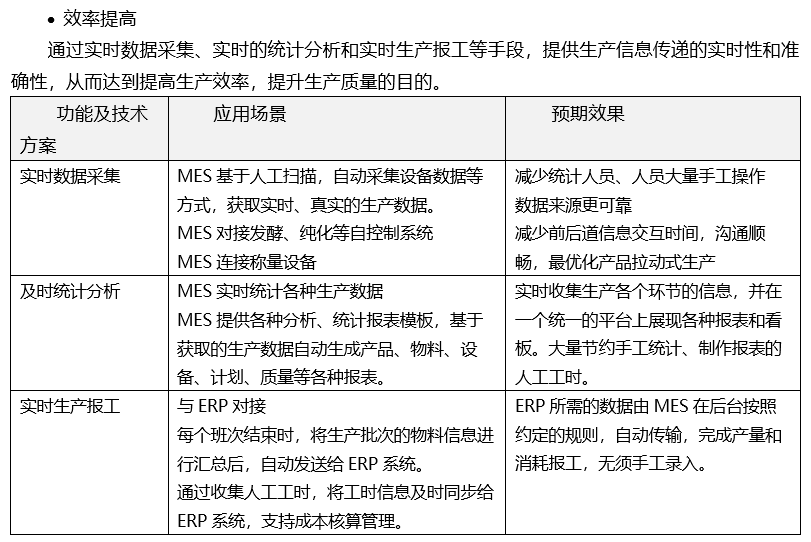 • 效率提高
通过实时数据采集、实时的统计分析和实时生产报工等手段，提供生产信息传递的实时性和准
确性，从而达到提高生产效率，提升生产质量的目的。
功能及技术
方案
应用场景
预期效果
实时数据采集
MES 基于人工扫描，自动采集设备数据等
方式，获取实时、真实的生产数据。
MES 对接发酵、纯化等自控制系统
MES 连接称量设备
减少统计人员、人员大量手工操作
数据来源更可靠
减少前后道信息交互时间，沟通顺
畅，最优化产品拉动式生产
及时统计分析
MES 实时统计各种生产数据
MES 提供各种分析、统计报表模板，基于
获取的生产数据自动生成产品、物料、设
备、计划、质量等各种报表。
实时收集生产各个环节的信息，并在
一个统一的平台上展现各种报表和看
板。大量节约手工统计、制作报表的
人工工时。
实时生产报工
与 ERP 对接
每个班次结束时，将生产批次的物料信息进
行汇总后，自动发送给 ERP 系统。
通过收集人工工时，将工时信息及时同步给
ERP 系统，支持成本核算管理。
ERP 所需的数据由 MES 在后台按照
约定的规则，自动传输，完成产量和
消耗报工，无须手工录入。